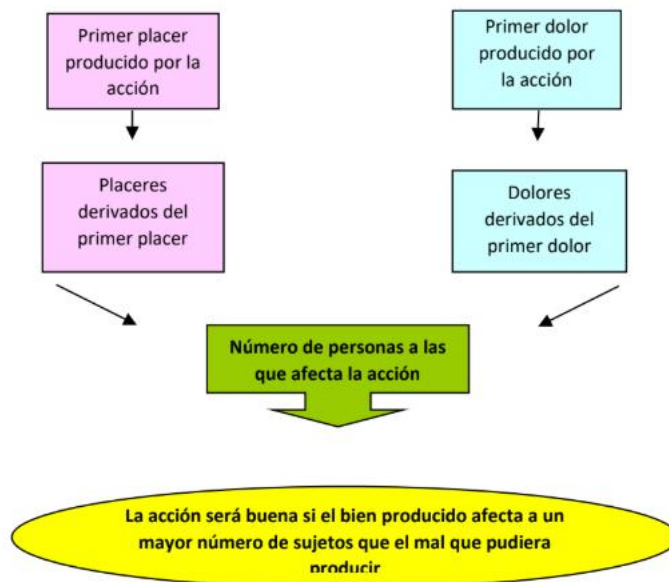 Primer placer
producido por la
acción
Primer dolor
producido por
la acción
Placeres
derivados del
primer placer
Dolores
derivados del
primer dolor
Número de personas a las
que afecta la acción
La acción será buena si el bien producido afecta a un
mayor número de sujetos que el mal que pudiera
producir